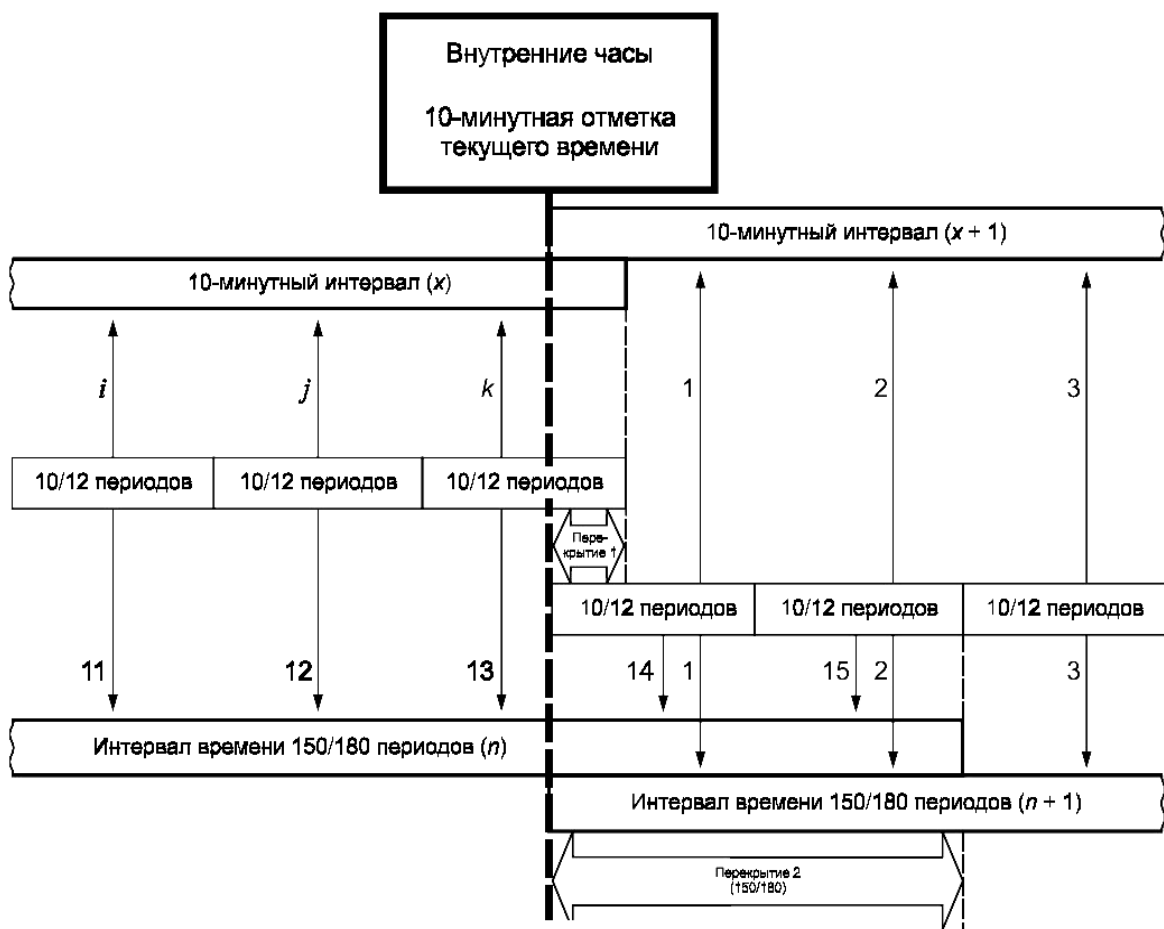 Внутренние часы
10-минутная отметка
текущего времени
10-минутный интервал (x + 1)
10-минутный интервал (x)
i
j
k
1
2
3
10/12 периодов
10/12 периодов
10/12 периодов
Пере-
крытие 1
10/12 периодов
10/12 периодов
10/12 периодов
11
12
13
14
1
15
2
3
Интервал времени 150/180 периодов (n)
Интервал времени 150/180 периодов (n + 1)
Перекрытие 2
(150/180)